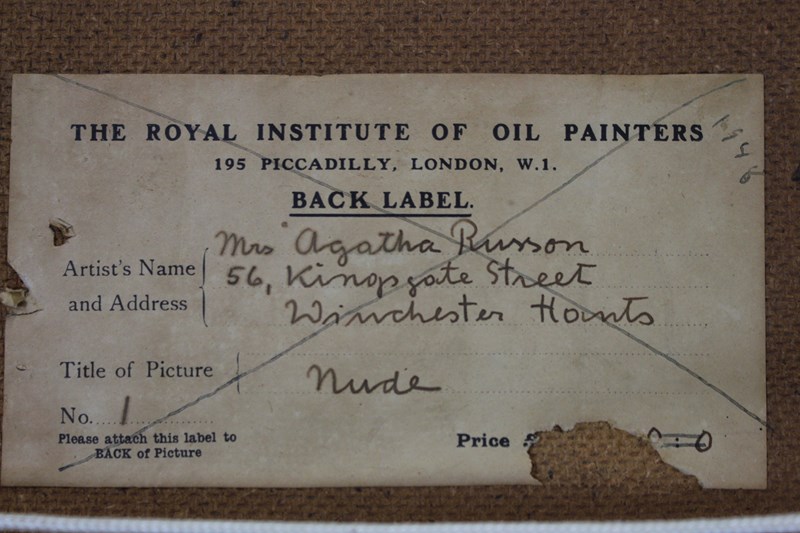 THE ROYAL INSTITUTE OF OIL PAINTERS
195 PICCADILLY, LONDON, W.1.
BACK LABEL.
Artist's Name and Address
Mrs Agatha Russon
56, Kingsgate Street
Winchester Hants
Title of Picture Nude
No. 1
Please attach this label to
BACK of Picture
Price £ 0:0